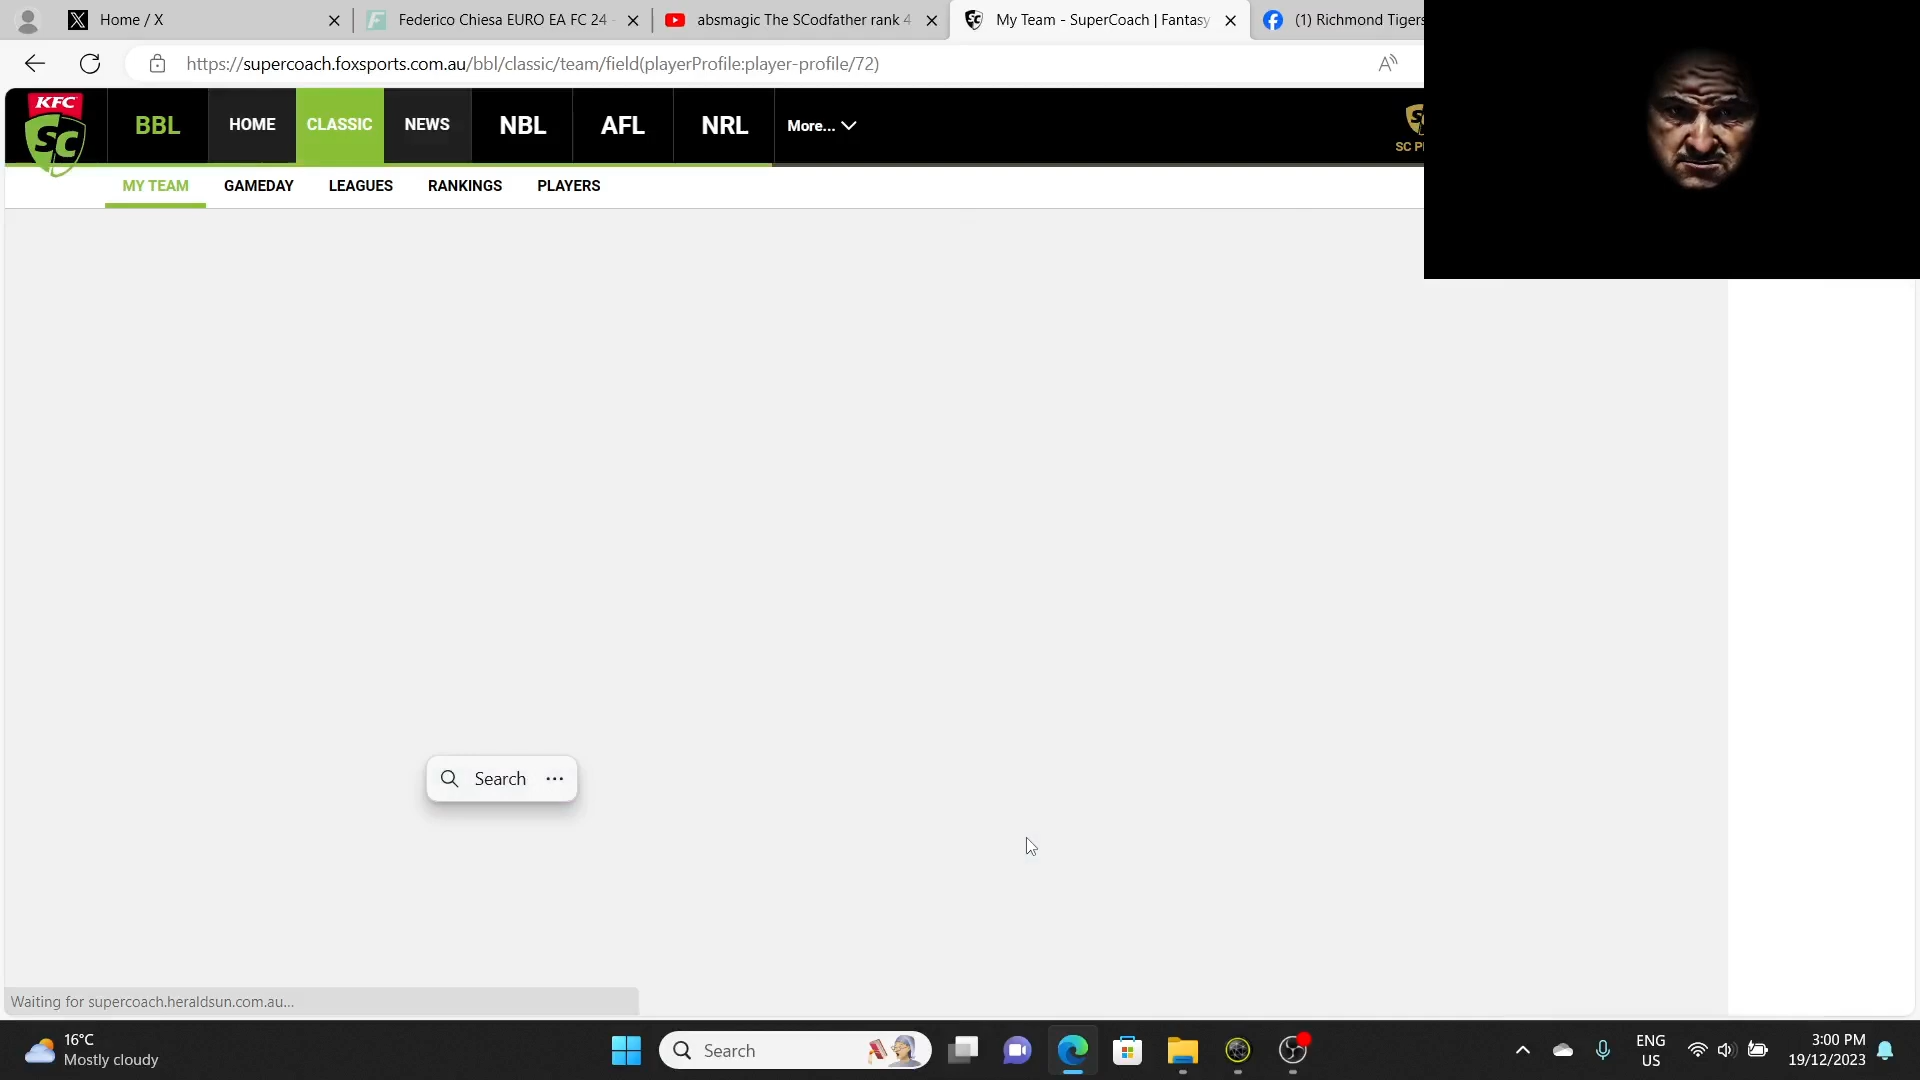 Home / X
Federico Chiesa EURO EA FC 24
absmagic The SCodfather rank 4
My Team - SuperCoach | Fantasy
(1) Richmond Tigers
https://supercoach.foxsports.com.au/bbl/classic/team/field(playerProfile:player-profile/72)
KFC
SC
BBL
HOME
CLASSIC
NEWS
NBL
AFL
NRL
More...
SC PL
MY TEAM
GAMEDAY
LEAGUES
RANKINGS
PLAYERS
Search
Waiting for supercoach.heraldsun.com.au...
16°C
Mostly cloudy
Search
ENG
US
3:00 PM
19/12/2023